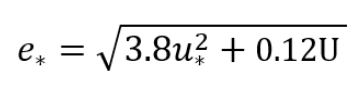 e_* = √(3.8u_*^2 + 0.12U)